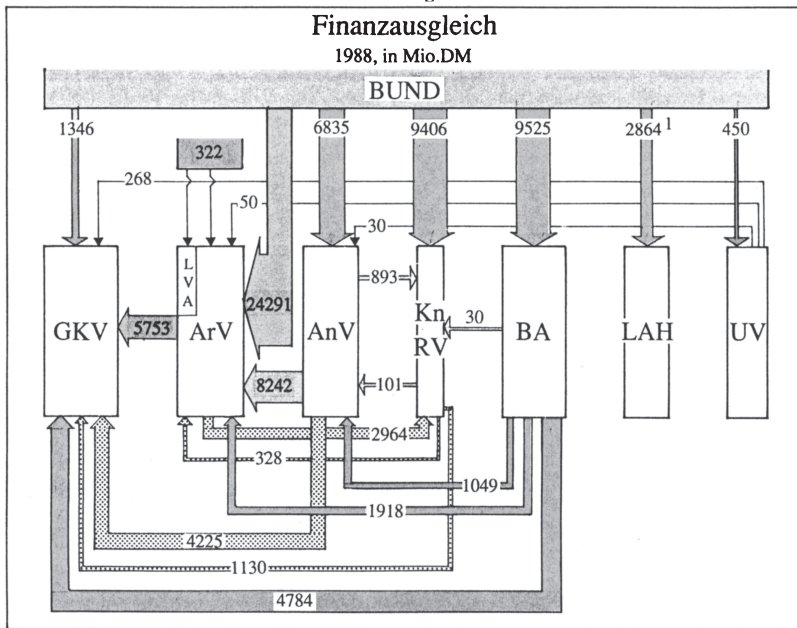 Finanzausgleich
1988, in Mio.DM
BUND
1346
6835
9406
9525
2864 1
450
322
268
50
30
L
V
A
893
24291
5753
Kn
30
GKV
ArV
AnV
RV
BA
LAH
UV
8242
101
2964
328
1049
1918
4225
1130
4784